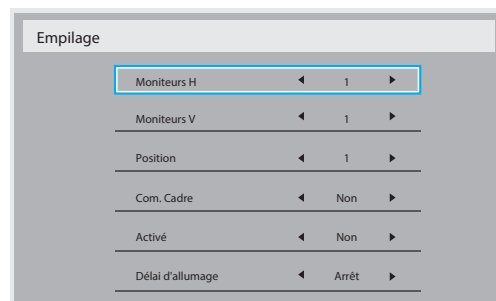 Empilage
Moniteurs H 1
Moniteurs V 1
Position 1
Com. Cadre Non
Activé Non
Délai d'allumage Arrêt